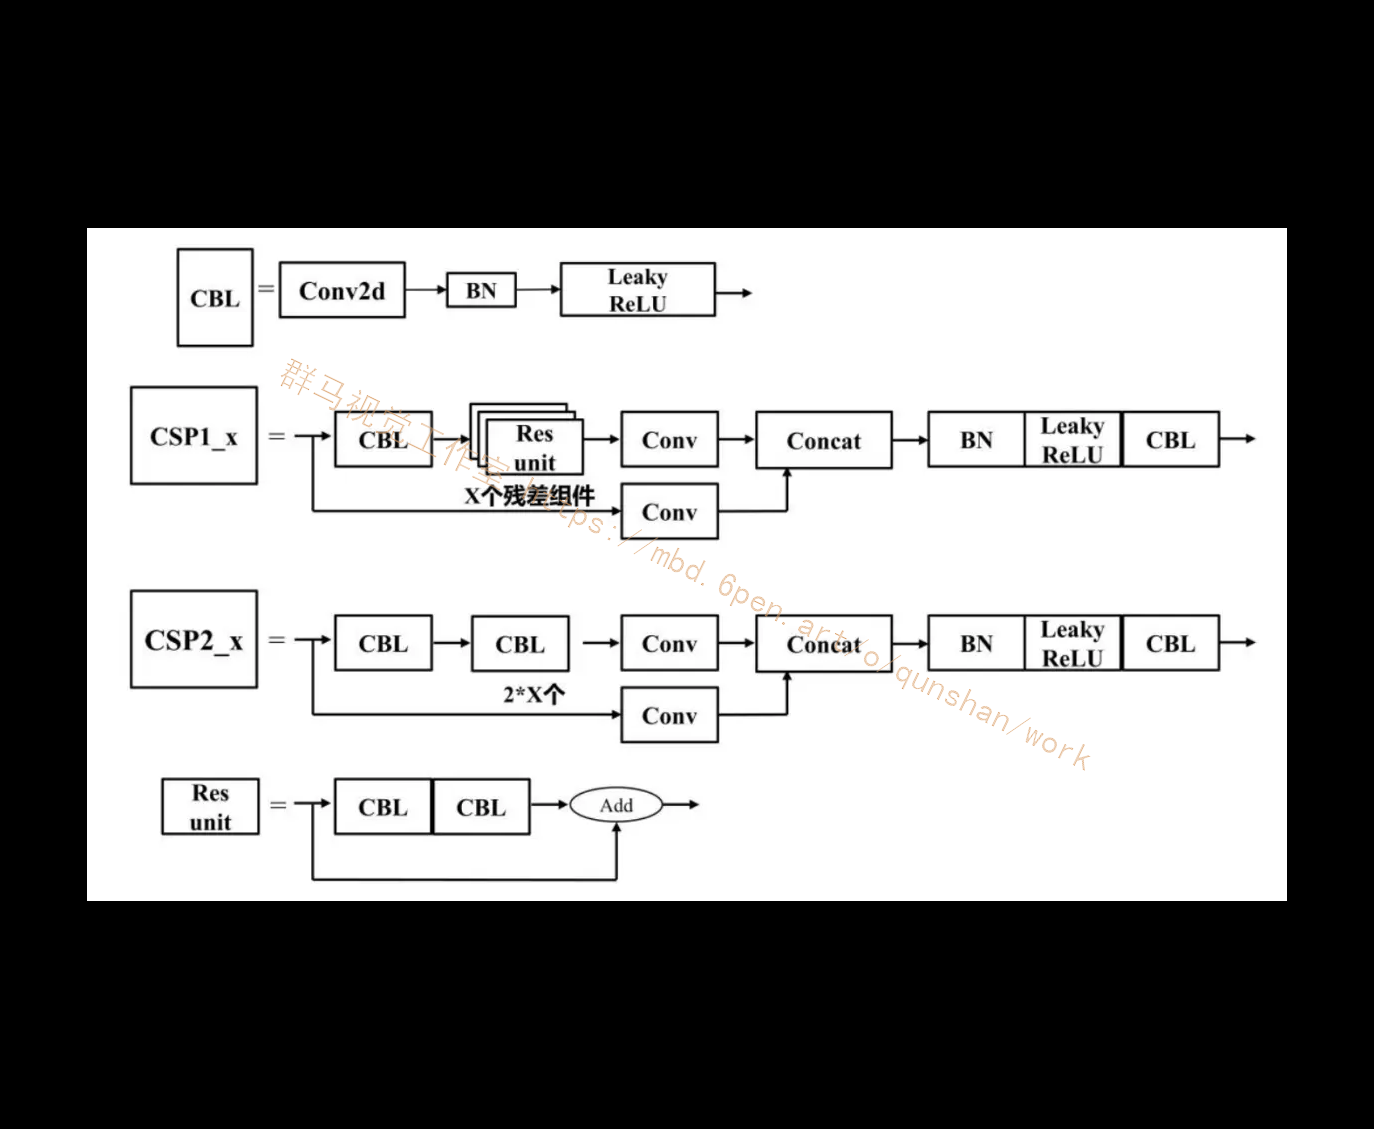 CBL = Conv2d BN Leaky
ReLU
CSP1_x = CBL Res
unit Conv Concat BN Leaky
ReLU CBL
X个残差组件
Conv
CSP2_x = CBL CBL Conv Concat BN Leaky
ReLU CBL
2*X个
Conv
Res
unit = CBL CBL Add
群马视觉工作室 https://mbd.6pen.art/o/qunshan/work